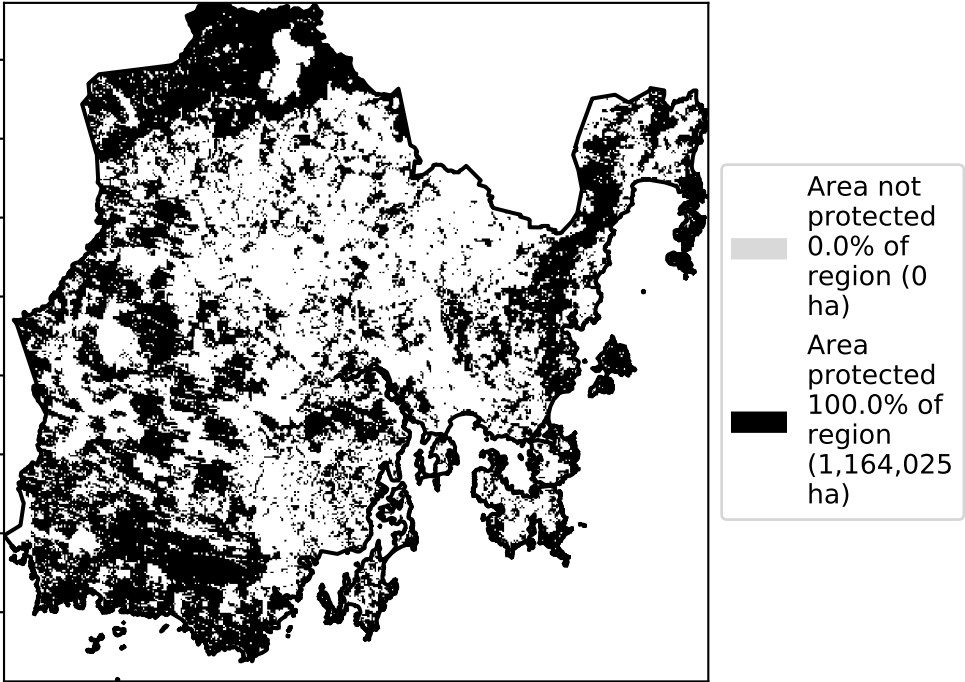 Area not
protected
0.0% of
region (0
ha)
Area
protected
100.0% of
region
(1,164,025
ha)